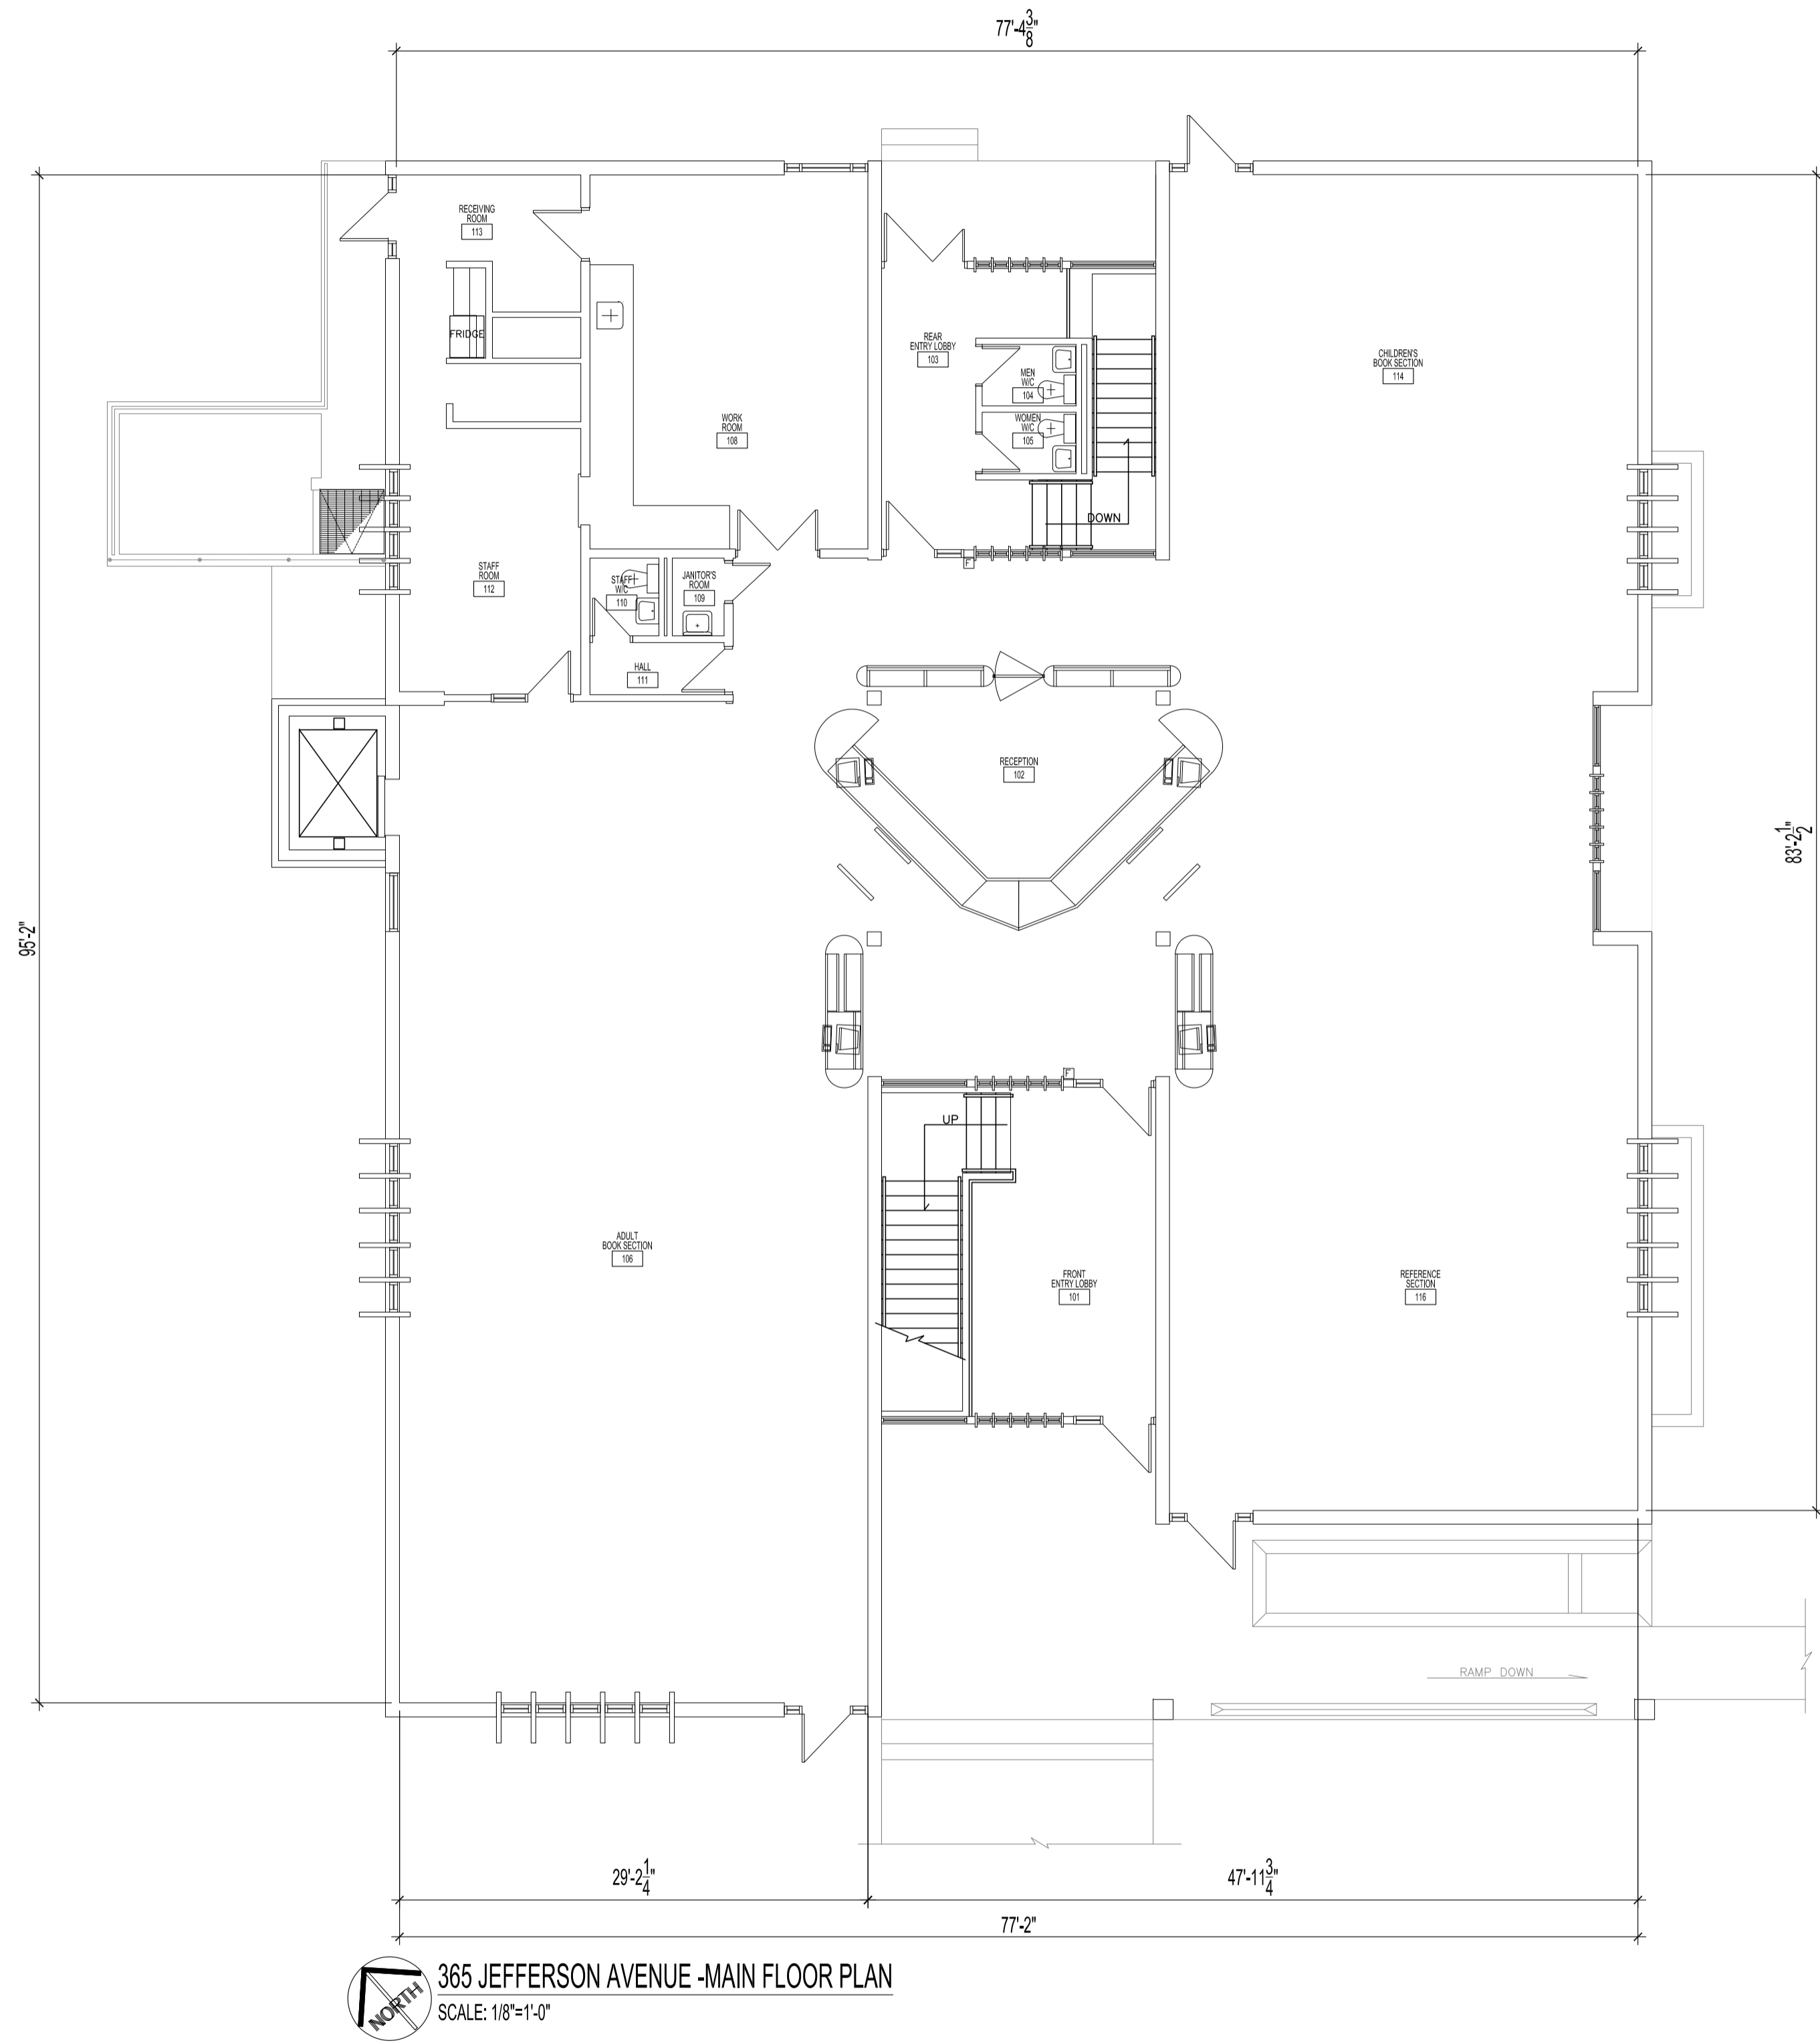 77'-4 3/8"
RECEIVING
ROOM
113
FRIDGE
REAR
ENTRY LOBBY
103
MEN
W/C
104
CHILDREN'S
BOOK SECTION
114
WORK
ROOM
108
WOMEN
W/C
105
DOWN
F
STAFF
ROOM
112
STAFF
W/C
110
JANITOR'S
ROOM
109
HALL
111
RECEPTION
102
83'-2 1/2"
95'-2"
F
UP
ADULT
BOOK SECTION
106
FRONT
ENTRY LOBBY
101
REFERENCE
SECTION
116
RAMP DOWN
29'-2 1/4"
47'-11 3/4"
77'-2"
NORTH
365 JEFFERSON AVENUE -MAIN FLOOR PLAN
SCALE: 1/8"=1'-0"